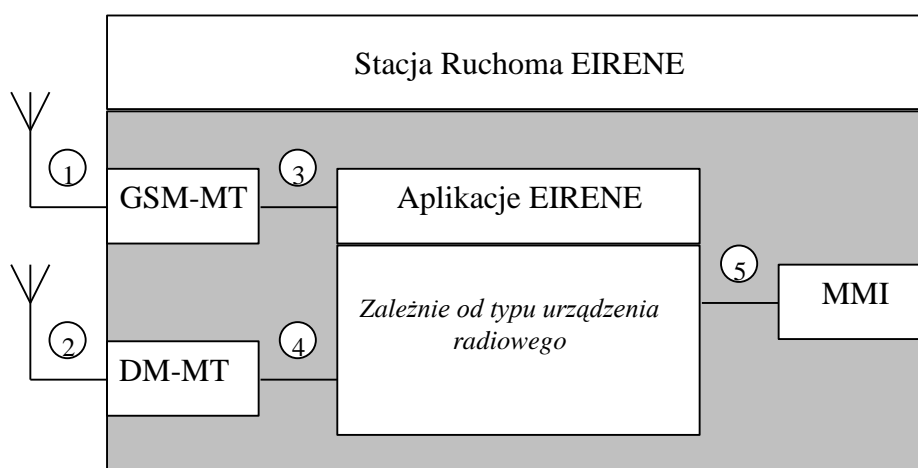 Stacja Ruchoma EIRENE
1
GSM-MT
3
Aplikacje EIRENE
5
MMI
Zależnie od typu urządzenia
radiowego
2
DM-MT
4